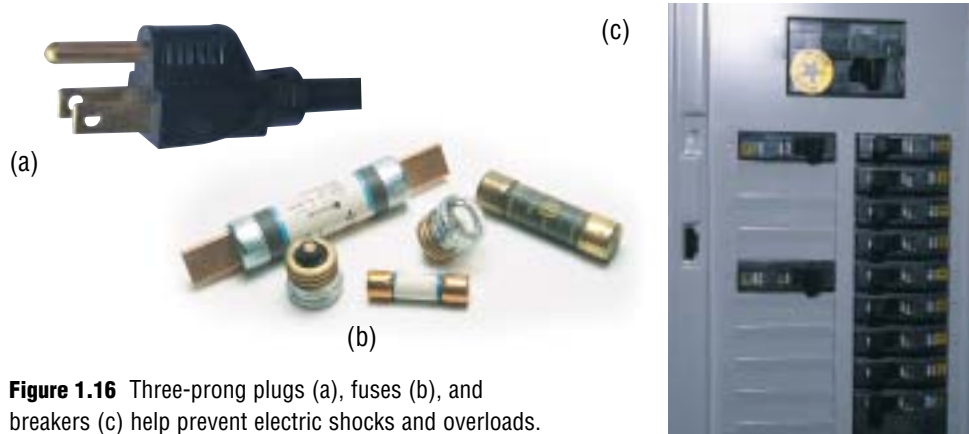 (c)
(a)
(b)
Figure 1.16 Three-prong plugs (a), fuses (b), and
breakers (c) help prevent electric shocks and overloads.